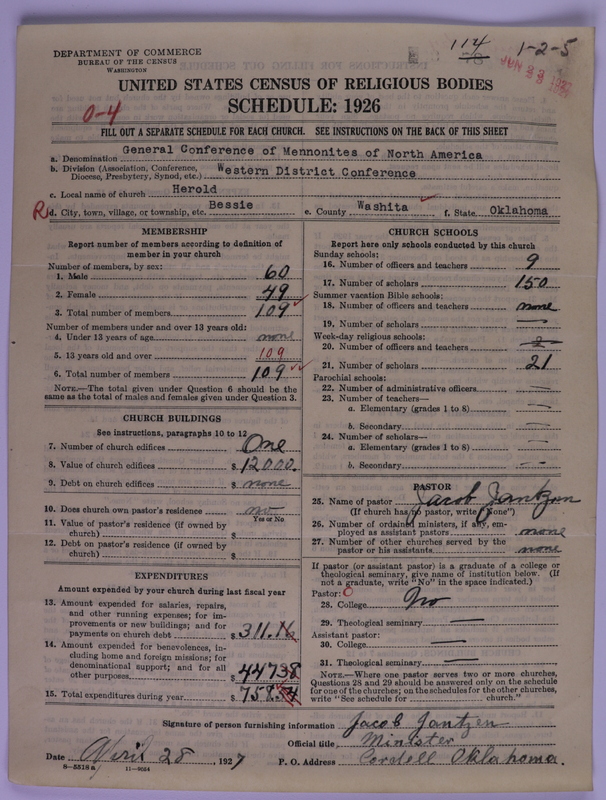 DEPARTMENT OF COMMERCE
BUREAU OF THE CENSUS
WASHINGTON
114
78
1-2-5
UNITED STATES CENSUS OF RELIGIOUS BODIES
SCHEDULE: 1926
0-4
FILL OUT A SEPARATE SCHEDULE FOR EACH CHURCH. SEE INSTRUCTIONS ON THE BACK OF THIS SHEET
a. Denomination General Conference of Mennonites of North America
b. Division (Association, Conference, Diocese, Presbytery, Synod, etc.) Western District Conference
c. Local name of church Herold
R d. City, town, village, or township, etc. Bessie e. County Washita f. State Oklahoma
MEMBERSHIP
Report number of members according to definition of
member in your church
Number of members, by sex:
1. Male 60
2. Female 49
3. Total number of members 109
Number of members under and over 13 years old:
4. Under 13 years of age none
5. 13 years old and over 109
6. Total number of members 109
NOTE.—The total given under Question 6 should be the
same as the total of males and females given under Question 3.
CHURCH BUILDINGS
See instructions, paragraphs 10 to 12
7. Number of church edifices One
8. Value of church edifices $ 12000.
9. Debt on church edifices $ none
10. Does church own pastor's residence no
Yes or No
11. Value of pastor's residence (if owned by
church) $
12. Debt on pastor's residence (if owned by
church) $
EXPENDITURES
Amount expended by your church during last fiscal year
13. Amount expended for salaries, repairs,
and other running expenses; for im-
provements or new buildings; and for
payments on church debt $ 311.16
14. Amount expended for benevolences, in-
cluding home and foreign missions; for
denominational support; and for all
other purposes $ 447.38
15. Total expenditures during year $ 758.54
CHURCH SCHOOLS
Report here only schools conducted by this church
Sunday schools:
16. Number of officers and teachers 9
17. Number of scholars 150
Summer vacation Bible schools:
18. Number of officers and teachers none
19. Number of scholars —
Week-day religious schools:
20. Number of officers and teachers 2
21. Number of scholars 21
Parochial schools:
22. Number of administrative officers —
23. Number of teachers—
a. Elementary (grades 1 to 8) —
b. Secondary —
24. Number of scholars—
a. Elementary (grades 1 to 8) —
b. Secondary —
PASTOR
25. Name of pastor Jacob Jantzen
(If church has no pastor, write "None")
26. Number of ordained ministers, if any, em-
ployed as assistant pastors none
27. Number of other churches served by the
pastor or his assistants none
If pastor (or assistant pastor) is a graduate of a college or
theological seminary, give name of institution below. (If
not a graduate, write "No" in the space indicated.)
Pastor: 0
28. College No
29. Theological seminary —
Assistant pastor:
30. College —
31. Theological seminary —
NOTE.—Where one pastor serves two or more churches,
Questions 28 and 29 should be answered only on the schedule
for one of the churches; on the schedules for the other churches,
write "See schedule for church."
Signature of person furnishing information Jacob Jantzen
Official title Minister
Date April 28, 1927 P. O. Address Cordell Oklahoma.
8—5518a 11—9684